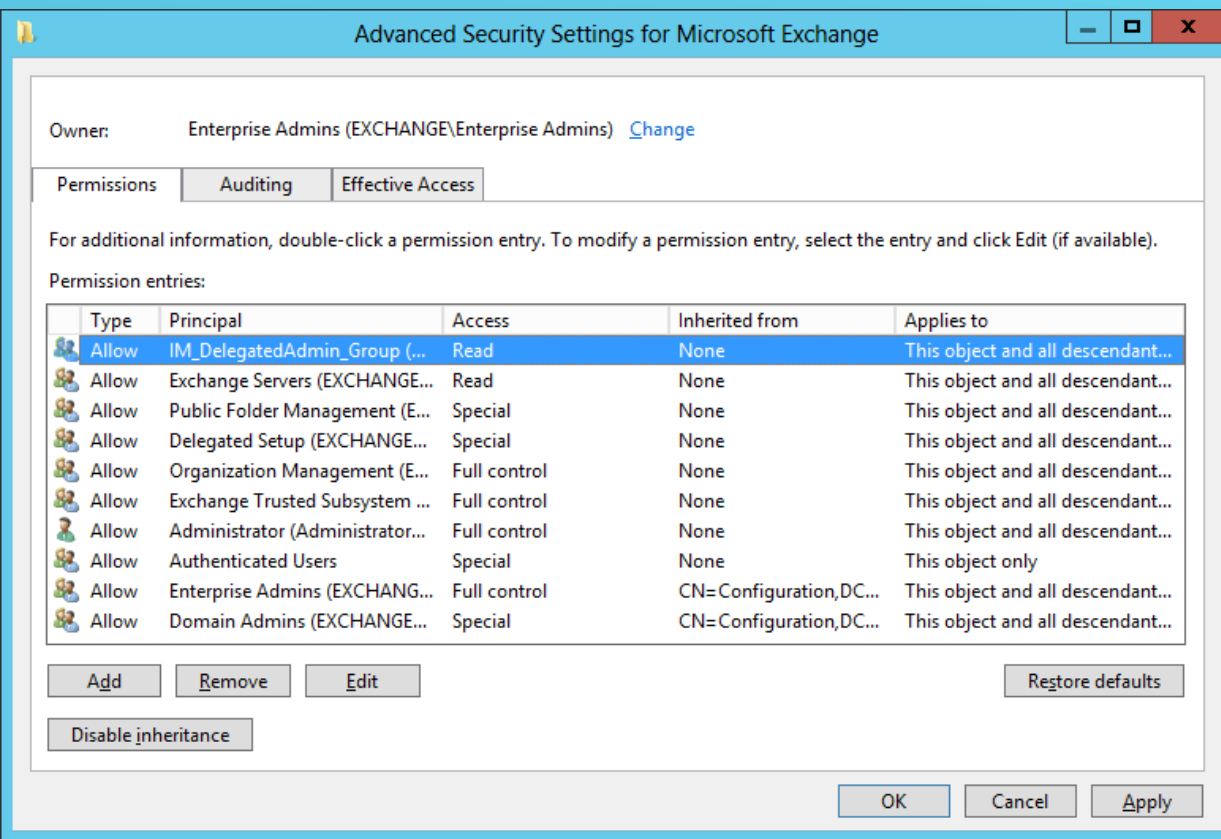 Advanced Security Settings for Microsoft Exchange
Owner: Enterprise Admins (EXCHANGE\Enterprise Admins) Change
Permissions Auditing Effective Access
For additional information, double-click a permission entry. To modify a permission entry, select the entry and click Edit (if available).
Permission entries:
Type Principal Access Inherited from Applies to
Allow IM_DelegatedAdmin_Group (... Read None This object and all descendant...
Allow Exchange Servers (EXCHANGE... Read None This object and all descendant...
Allow Public Folder Management (E... Special None This object and all descendant...
Allow Delegated Setup (EXCHANGE... Special None This object and all descendant...
Allow Organization Management (E... Full control None This object and all descendant...
Allow Exchange Trusted Subsystem ... Full control None This object and all descendant...
Allow Administrator (Administrator... Full control None This object and all descendant...
Allow Authenticated Users Special None This object only
Allow Enterprise Admins (EXCHANG... Full control CN=Configuration,DC... This object and all descendant...
Allow Domain Admins (EXCHANGE... Special CN=Configuration,DC... This object and all descendant...
Add Remove Edit Restore defaults
Disable inheritance
OK Cancel Apply